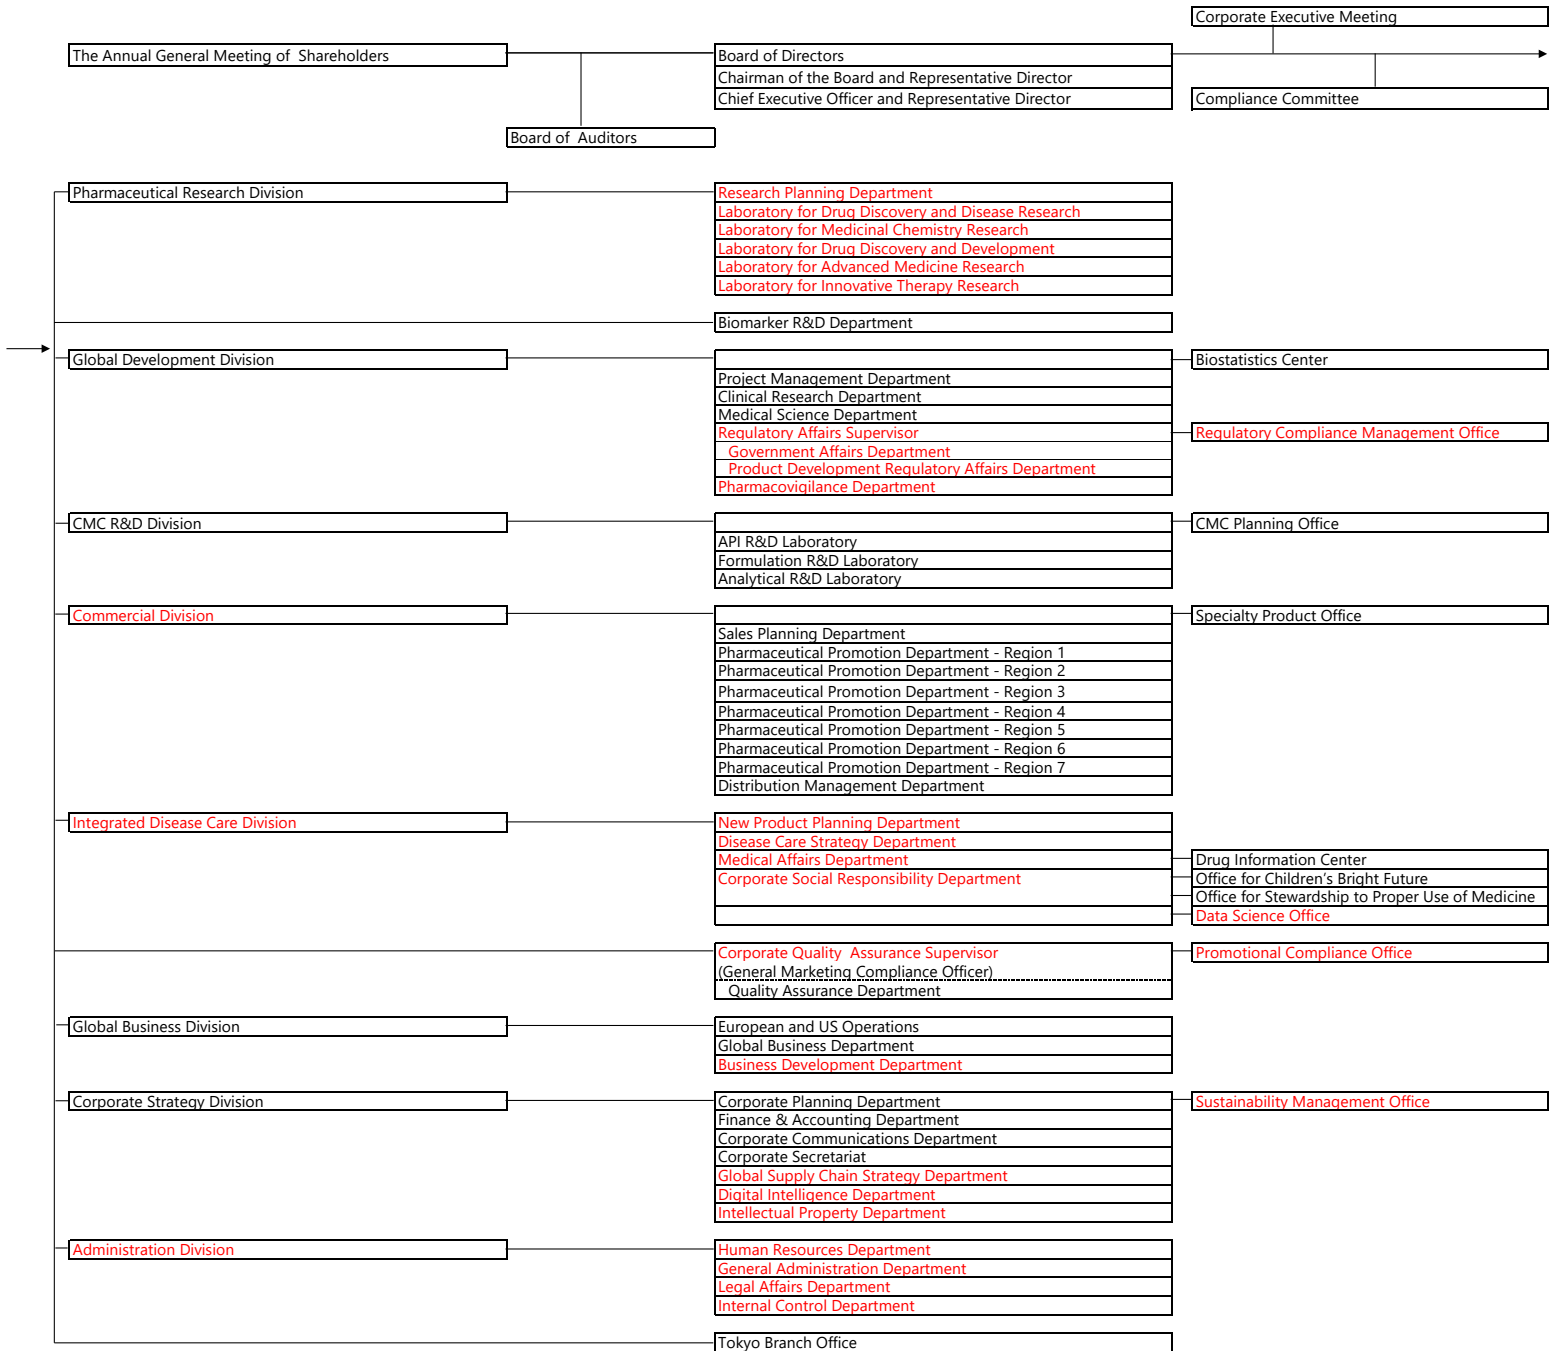 Corporate Executive Meeting
The Annual General Meeting of  Shareholders
Board of Directors
Chairman of the Board and Representative Director
Chief Executive Officer and Representative Director
Compliance Committee
Board of  Auditors
Pharmaceutical Research Division
Research Planning Department
Laboratory for Drug Discovery and Disease Research
Laboratory for Medicinal Chemistry Research
Laboratory for Drug Discovery and Development
Laboratory for Advanced Medicine Research
Laboratory for Innovative Therapy Research
Biomarker R&D Department
Global Development Division
Biostatistics Center
Project Management Department
Clinical Research Department
Medical Science Department
Regulatory Affairs Supervisor
Regulatory Compliance Management Office
Government Affairs Department
Product Development Regulatory Affairs Department
Pharmacovigilance Department
CMC R&D Division
CMC Planning Office
API R&D Laboratory
Formulation R&D Laboratory
Analytical R&D Laboratory
Commercial Division
Specialty Product Office
Sales Planning Department
Pharmaceutical Promotion Department - Region 1
Pharmaceutical Promotion Department - Region 2
Pharmaceutical Promotion Department - Region 3
Pharmaceutical Promotion Department - Region 4
Pharmaceutical Promotion Department - Region 5
Pharmaceutical Promotion Department - Region 6
Pharmaceutical Promotion Department - Region 7
Distribution Management Department
Integrated Disease Care Division
New Product Planning Department
Disease Care Strategy Department
Medical Affairs Department
Drug Information Center
Corporate Social Responsibility Department
Office for Children's Bright Future
Office for Stewardship to Proper Use of Medicine
Data Science Office
Corporate Quality  Assurance Supervisor
Promotional Compliance Office
(General Marketing Compliance Officer)
Quality Assurance Department
Global Business Division
European and US Operations
Global Business Department
Business Development Department
Corporate Strategy Division
Corporate Planning Department
Sustainability Management Office
Finance & Accounting Department
Corporate Communications Department
Corporate Secretariat
Global Supply Chain Strategy Department
Digital Intelligence Department
Intellectual Property Department
Administration Division
Human Resources Department
General Administration Department
Legal Affairs Department
Internal Control Department
Tokyo Branch Office